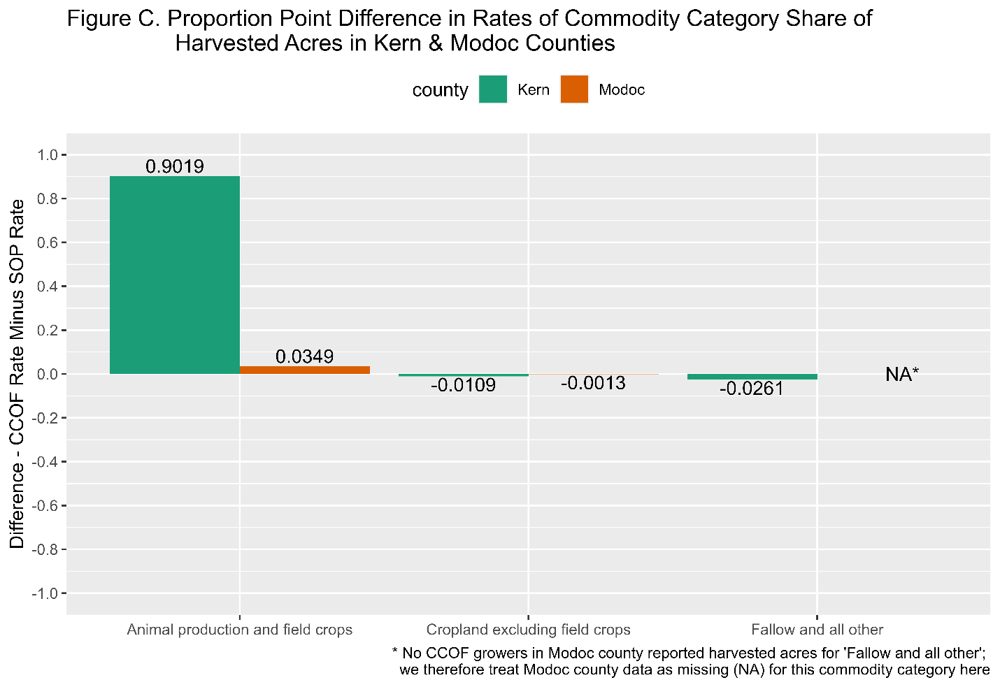 Figure C. Proportion Point Difference in Rates of Commodity Category Share of
Harvested Acres in Kern & Modoc Counties
county Kern Modoc
Difference - CCOF Rate Minus SOP Rate
1.0
0.8
0.6
0.4
0.2
0.0
-0.2
-0.4
-0.6
-0.8
-1.0
0.9019
0.0349
-0.0109
-0.0013
-0.0261
NA*
Animal production and field crops
Cropland excluding field crops
Fallow and all other
* No CCOF growers in Modoc county reported harvested acres for 'Fallow and all other';
we therefore treat Modoc county data as missing (NA) for this commodity category here